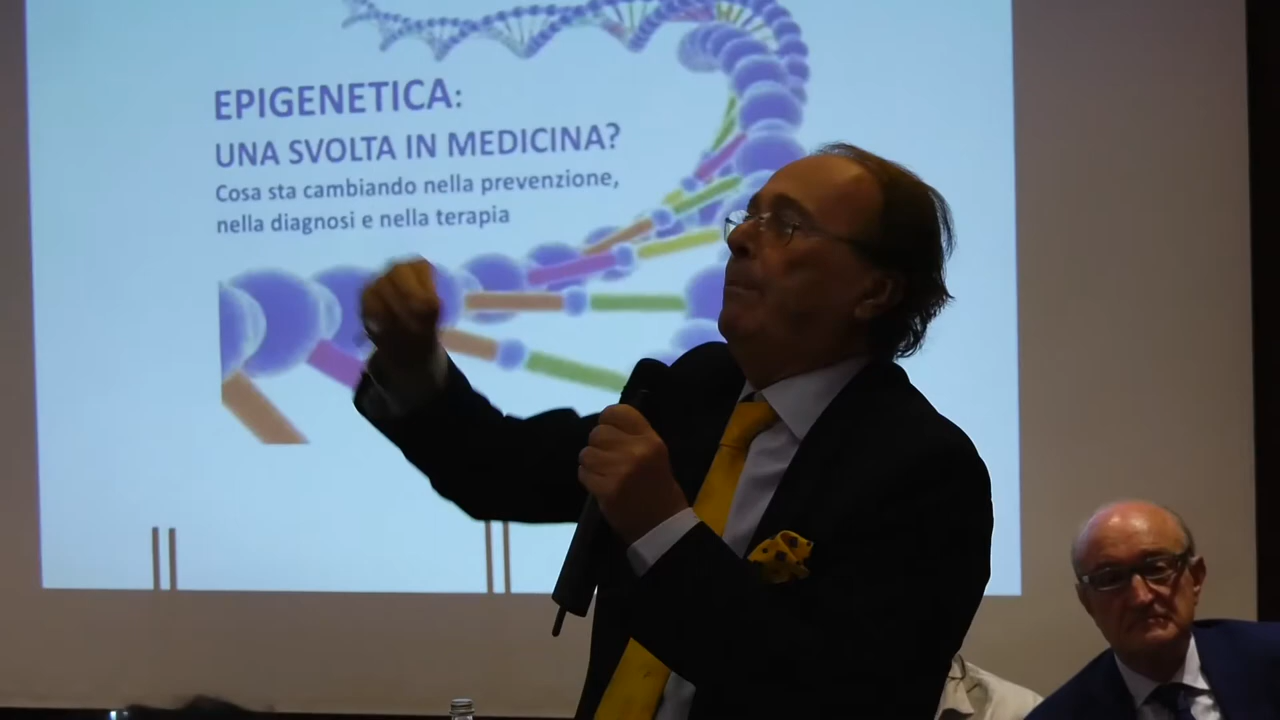 EPIGENETICA:
UNA SVOLTA IN MEDICINA?
Cosa sta cambiando nella prevenzione,
nella diagnosi e nella terapia